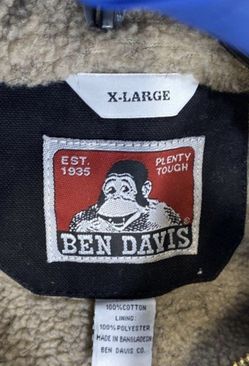 X-LARGE
EST. PLENTY
1935 TOUGH
BEN DAVIS
®
100%COTTON
LINING:
100%POLYESTER
MADE IN BANGLADESH
BEN DAVIS CO.